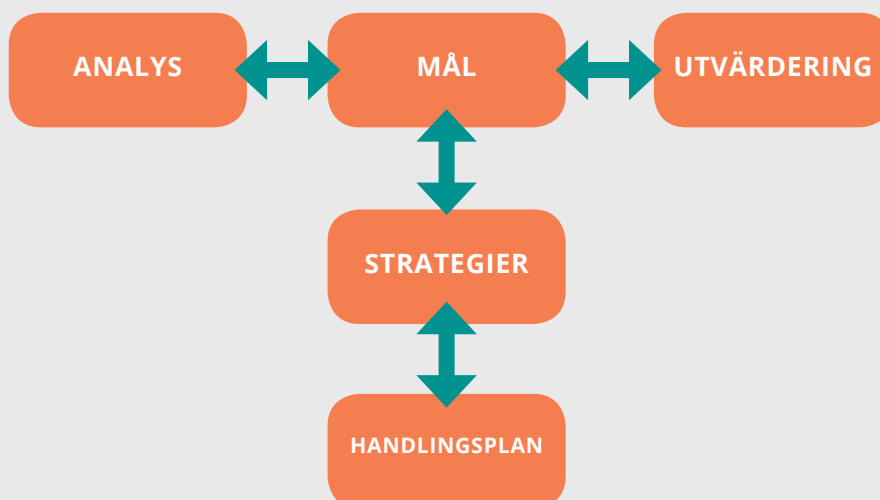 ANALYS
MÅL
UTVÄRDERING
STRATEGIER
HANDLINGSPLAN